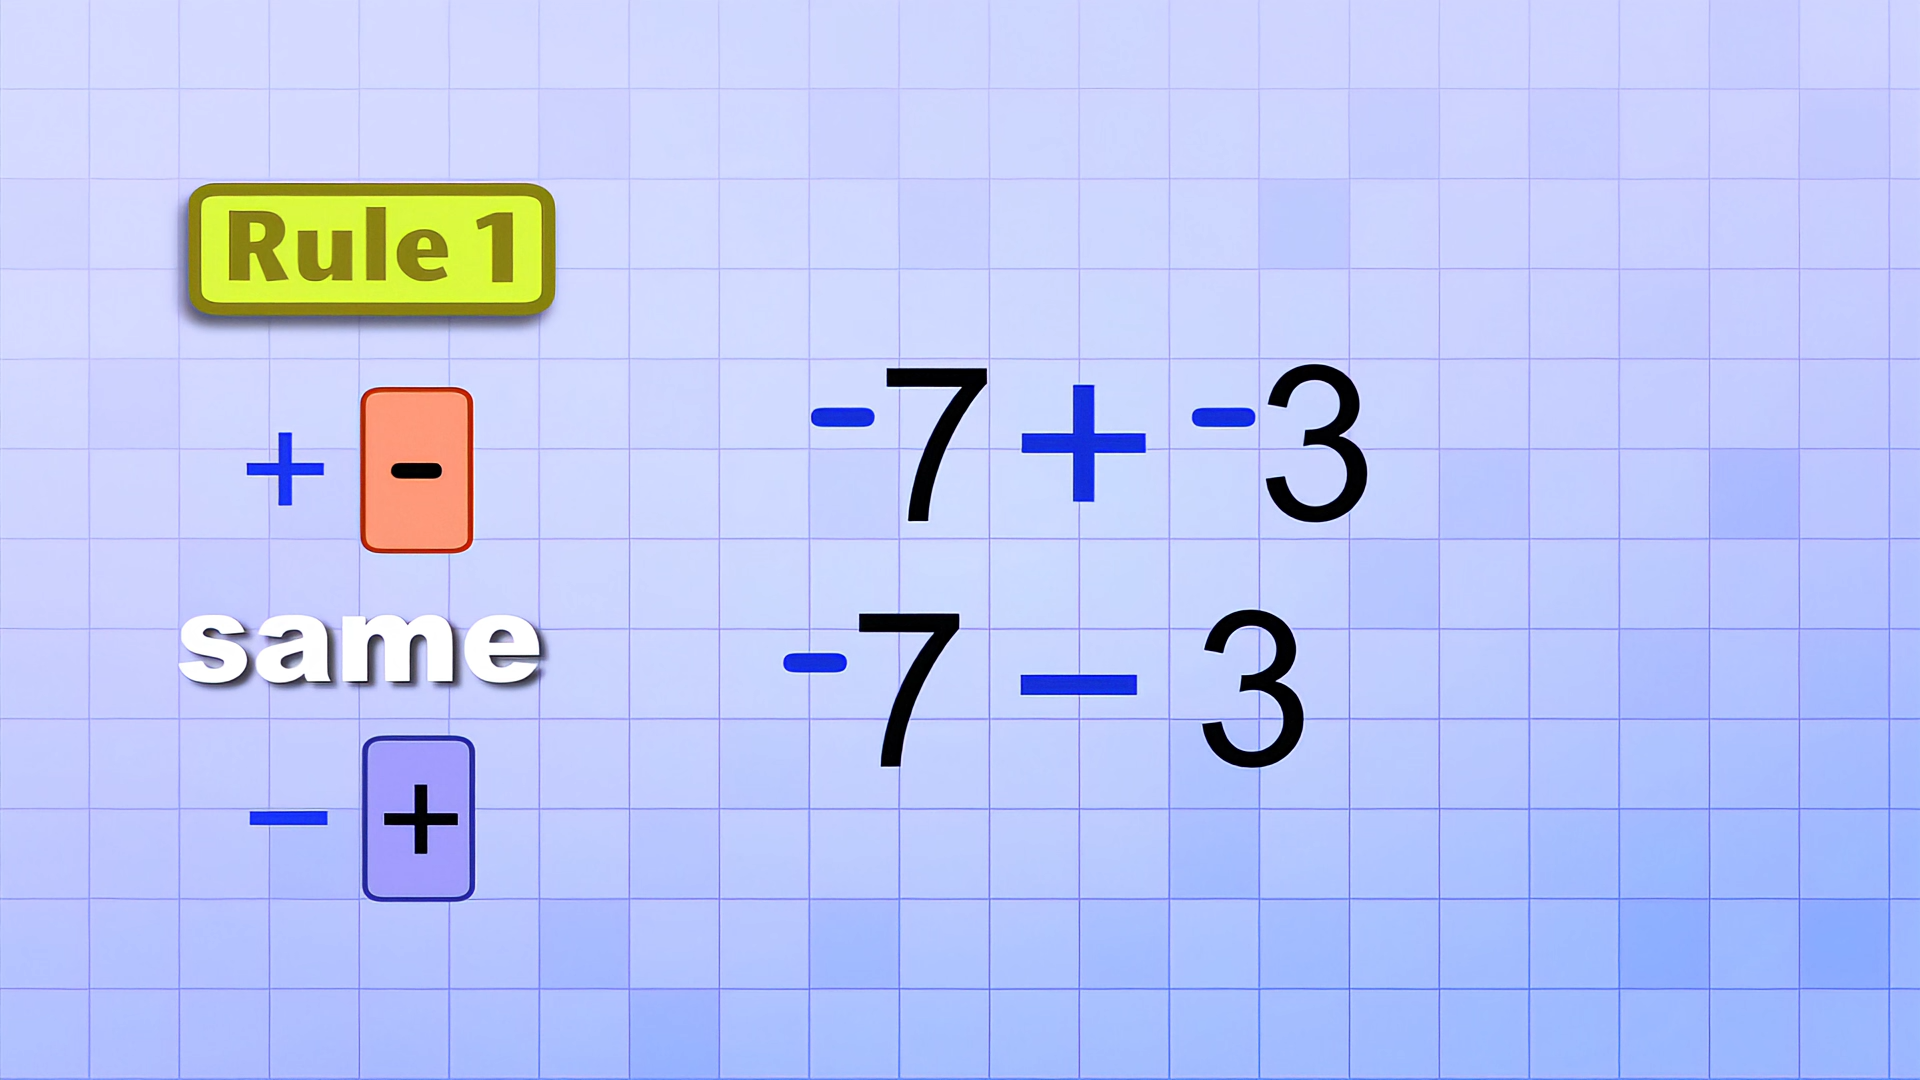 Rule 1
+ -
same
- +
-7 + -3
-7 - 3